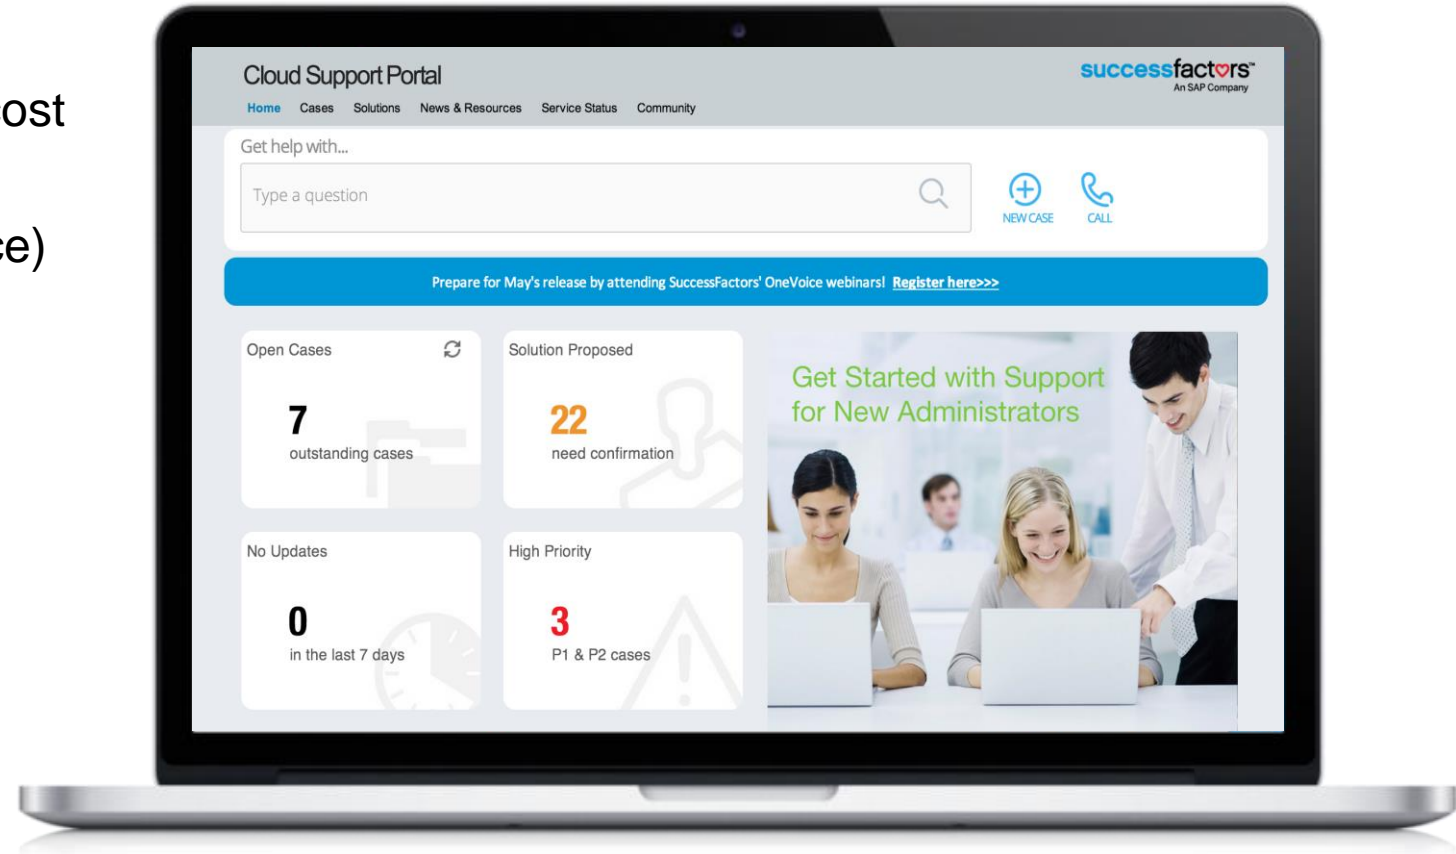 ost
ce)
Cloud Support Portal
successfactors™
An SAP Company
Home Cases Solutions News & Resources Service Status Community
Get help with...
Type a question
NEW CASE CALL
Prepare for May's release by attending SuccessFactors' OneVoice webinars! Register here>>>
Open Cases
7
outstanding cases
Solution Proposed
22
need confirmation
Get Started with Support
for New Administrators
No Updates
0
in the last 7 days
High Priority
3
P1 & P2 cases